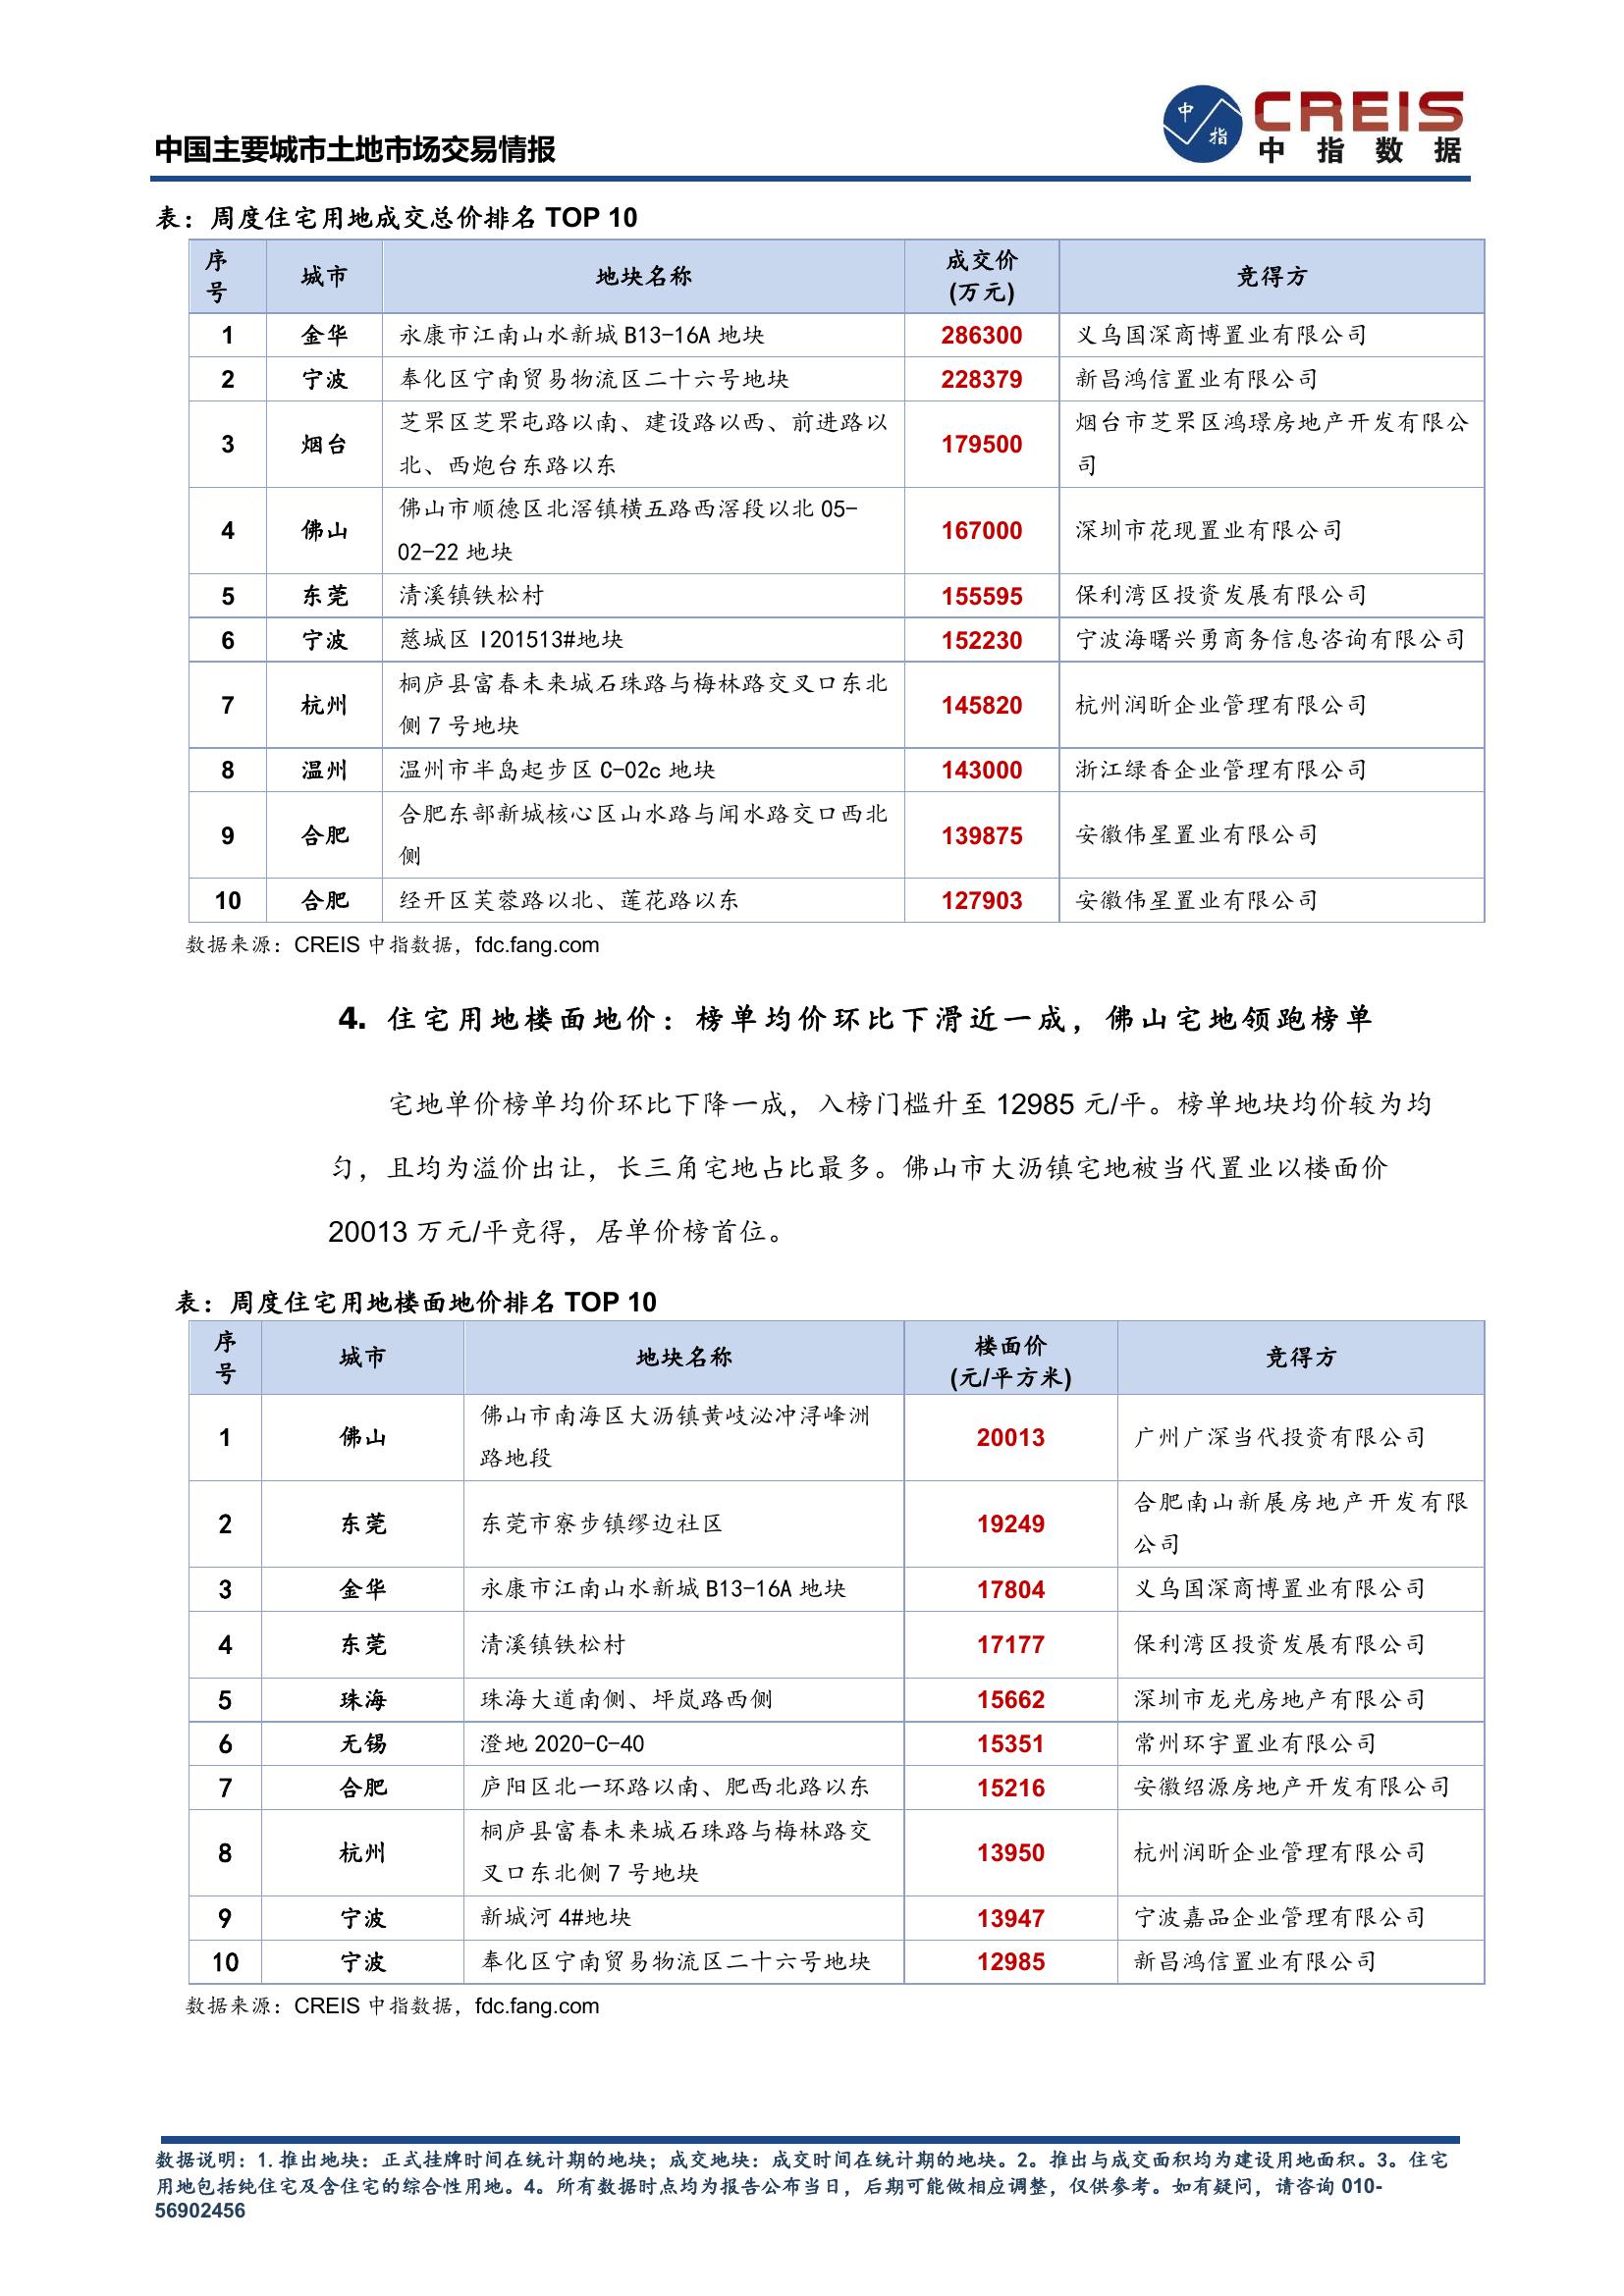 中国主要城市土地市场交易情报
中
指
CREIS
中指数据
表：周度住宅用地成交总价排名 TOP 10
序号 城市 地块名称 成交价(万元) 竞得方
1 金华 永康市江南山水新城 B13-16A 地块 286300 义乌国深商博置业有限公司
2 宁波 奉化区宁南贸易物流区二十六号地块 228379 新昌鸿信置业有限公司
3 烟台 芝罘区芝罘屯路以南、建设路以西、前进路以北、西炮台东路以东 179500 烟台市芝罘区鸿璟房地产开发有限公司
4 佛山 佛山市顺德区北滘镇横五路西滘段以北 05-02-22 地块 167000 深圳市花现置业有限公司
5 东莞 清溪镇铁松村 155595 保利湾区投资发展有限公司
6 宁波 慈城区 I201513#地块 152230 宁波海曙兴勇商务信息咨询有限公司
7 杭州 桐庐县富春未来城石珠路与梅林路交叉口东北侧 7 号地块 145820 杭州润昕企业管理有限公司
8 温州 温州市半岛起步区 C-02c 地块 143000 浙江绿香企业管理有限公司
9 合肥 合肥东部新城核心区山水路与闻水路交口西北侧 139875 安徽伟星置业有限公司
10 合肥 经开区芙蓉路以北、莲花路以东 127903 安徽伟星置业有限公司
数据来源：CREIS 中指数据，fdc.fang.com
4. 住宅用地楼面地价：榜单均价环比下滑近一成，佛山宅地领跑榜单
宅地单价榜单均价环比下降一成，入榜门槛升至 12985 元/平。榜单地块均价较为均
匀，且均为溢价出让，长三角宅地占比最多。佛山市大沥镇宅地被当代置业以楼面价
20013 万元/平竞得，居单价榜首位。
表：周度住宅用地楼面地价排名 TOP 10
序号 城市 地块名称 楼面价(元/平方米) 竞得方
1 佛山 佛山市南海区大沥镇黄岐泌冲浔峰洲路地段 20013 广州广深当代投资有限公司
2 东莞 东莞市寮步镇缪边社区 19249 合肥南山新展房地产开发有限公司
3 金华 永康市江南山水新城 B13-16A 地块 17804 义乌国深商博置业有限公司
4 东莞 清溪镇铁松村 17177 保利湾区投资发展有限公司
5 珠海 珠海大道南侧、坪岚路西侧 15662 深圳市龙光房地产有限公司
6 无锡 澄地 2020-C-40 15351 常州环宇置业有限公司
7 合肥 庐阳区北一环路以南、肥西北路以东 15216 安徽绍源房地产开发有限公司
8 杭州 桐庐县富春未来城石珠路与梅林路交叉口东北侧 7 号地块 13950 杭州润昕企业管理有限公司
9 宁波 新城河 4#地块 13947 宁波嘉品企业管理有限公司
10 宁波 奉化区宁南贸易物流区二十六号地块 12985 新昌鸿信置业有限公司
数据来源：CREIS 中指数据，fdc.fang.com
数据说明：1.推出地块：正式挂牌时间在统计期的地块；成交地块：成交时间在统计期的地块。2。推出与成交面积均为建设用地面积。3。住宅
用地包括纯住宅及含住宅的综合性用地。4。所有数据时点均为报告公布当日，后期可能做相应调整，仅供参考。如有疑问，请咨询 010-
56902456